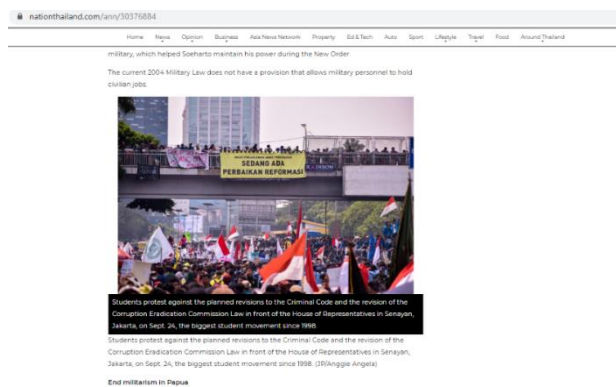 nationthailand.com/ann/30376884
Home News Opinion Business Asia News Network Property Ed & Tech Auto Sport Lifestyle Travel Food Around Thailand
military, which helped Soeharto maintain his power during the New Order.
The current 2004 Military Law does not have a provision that allows military personnel to hold
civilian jobs.
SEDANG ADA
PERBAIKAN REFORMASI
Students protest against the planned revisions to the Criminal Code and the revision of the
Corruption Eradication Commission Law in front of the House of Representatives in Senayan,
Jakarta, on Sept. 24, the biggest student movement since 1998.
Students protest against the planned revisions to the Criminal Code and the revision of the
Corruption Eradication Commission Law in front of the House of Representatives in Senayan,
Jakarta, on Sept. 24, the biggest student movement since 1998. (JP/Anggie Angela)
End militarism in Papua